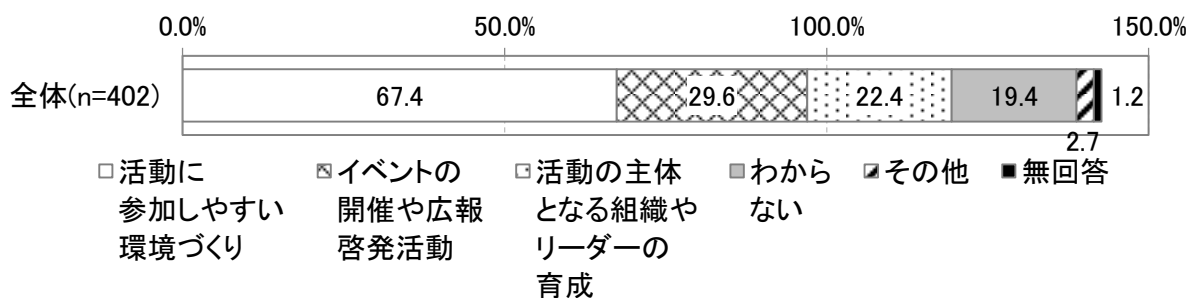 0.0% 50.0% 100.0% 150.0%
全体(n=402) 67.4 29.6 22.4 19.4 1.2
2.7
活動に
参加しやすい
環境づくり
イベントの
開催や広報
啓発活動
活動の主体
となる組織や
リーダーの
育成
わから
ない
その他
無回答